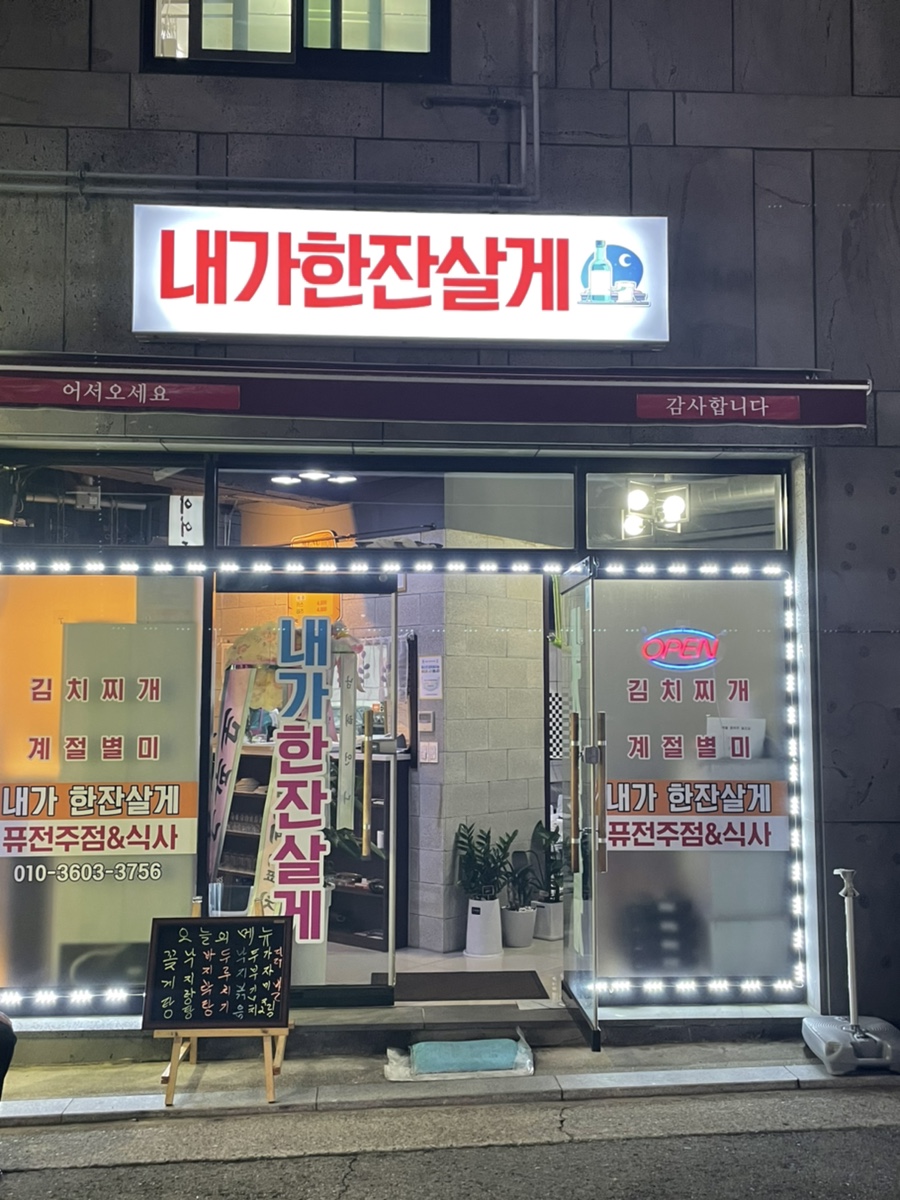 내가한잔살게
어서오세요
감사합니다
OPEN
김치찌개
계절별미
내가 한잔살게
퓨전주점&식사
010-3603-3756
내가한잔살게
김치찌개
계절별미
내가 한잔살게
퓨전주점&식사
오늘의메뉴
꽃게탕